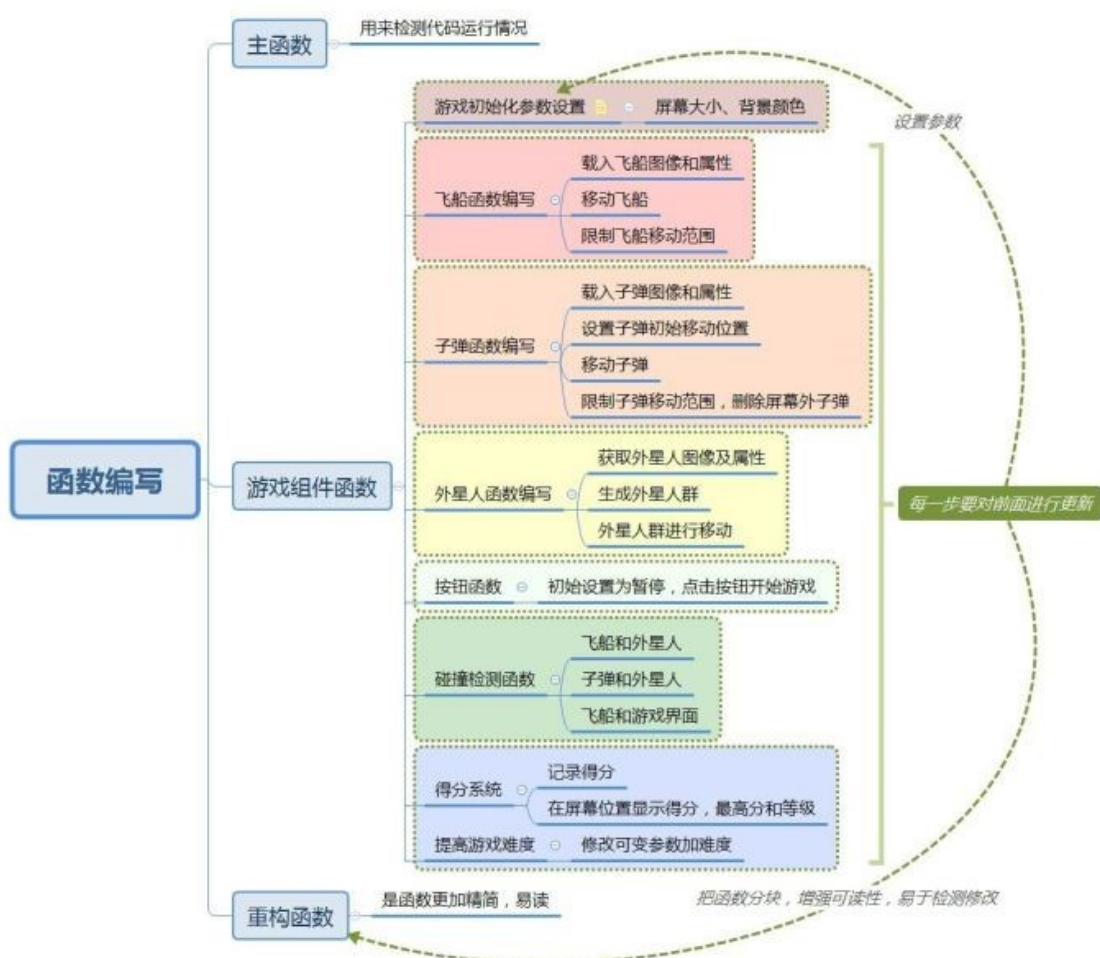 主函数
用来检测代码运行情况
游戏初始化参数设置
屏幕大小、背景颜色
设置参数
载入飞船图像和属性
飞船函数编写
移动飞船
限制飞船移动范围
载入子弹图像和属性
设置子弹初始移动位置
子弹函数编写
移动子弹
限制子弹移动范围，删除屏幕外子弹
函数编写
游戏组件函数
获取外星人图像及属性
外星人函数编写
生成外星人群
外星人群进行移动
每一步要对前面进行更新
按钮函数
初始设置为暂停，点击按钮开始游戏
飞船和外星人
碰撞检测函数
子弹和外星人
飞船和游戏界面
记录得分
得分系统
在屏幕位置显示得分，最高分和等级
提高游戏难度
修改可变参数加难度
重构函数
是函数更加精简，易读
把函数分块，增强可读性，易于检测修改